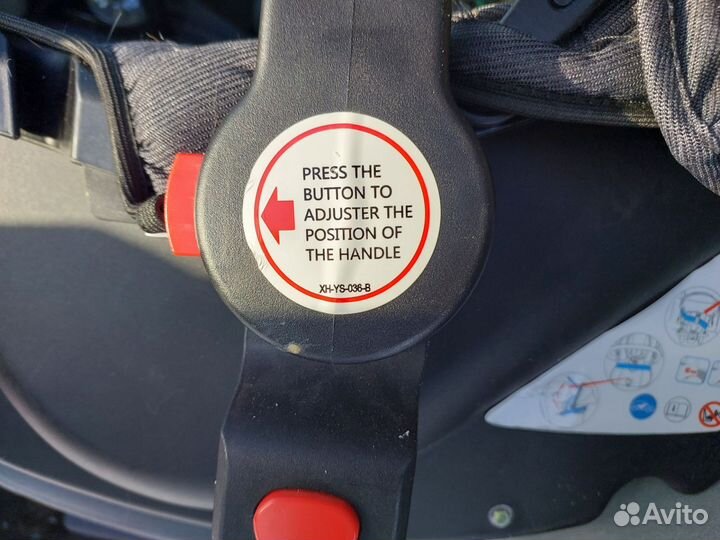 PRESS THE
BUTTON TO
ADJUSTER THE
POSITION OF
THE HANDLE
XH-YS-036-B
Avito